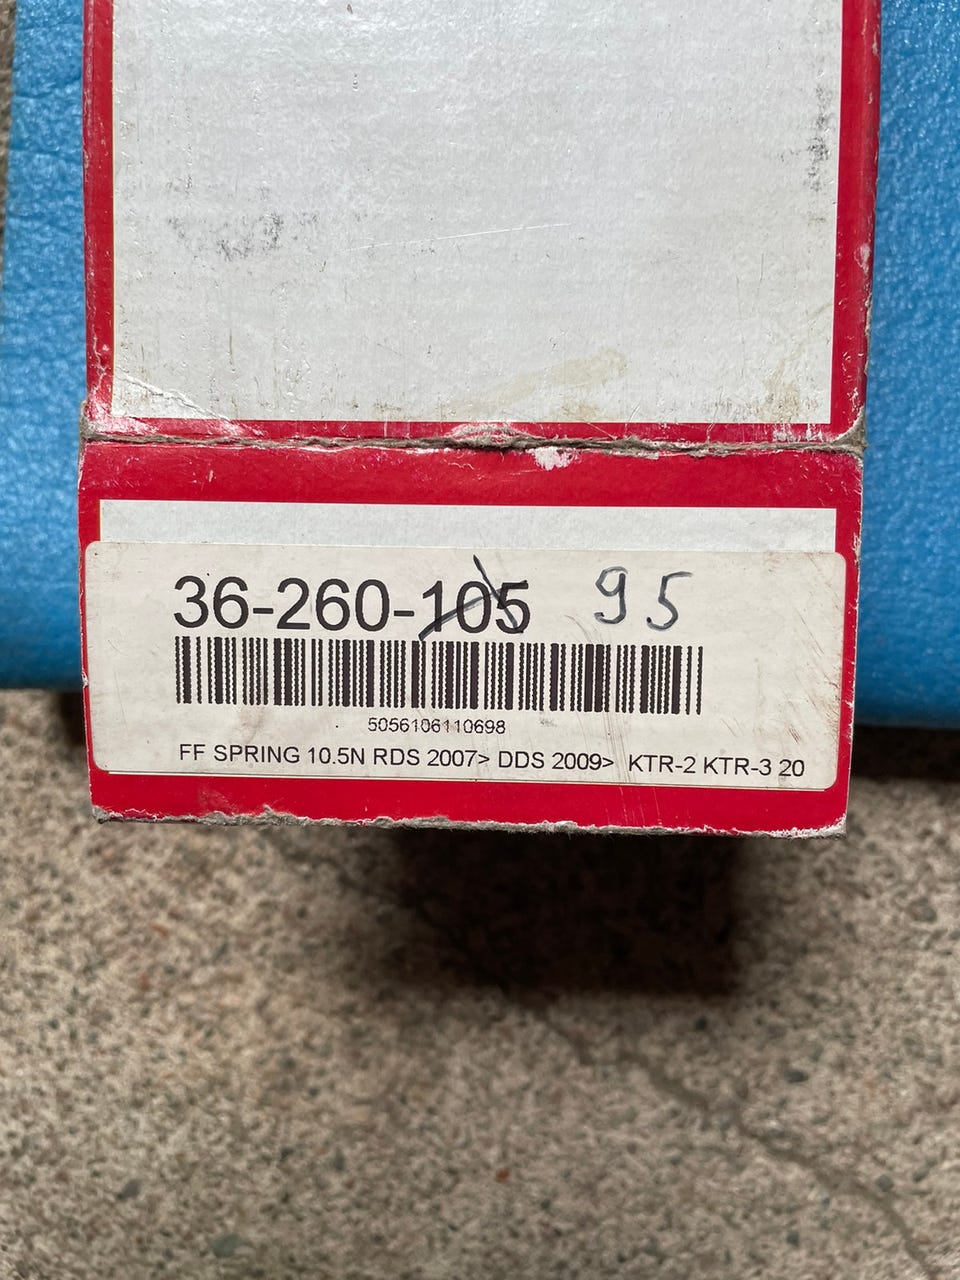 36-260-105 95
5056106110698
FF SPRING 10.5N RDS 2007> DDS 2009> KTR-2 KTR-3 20